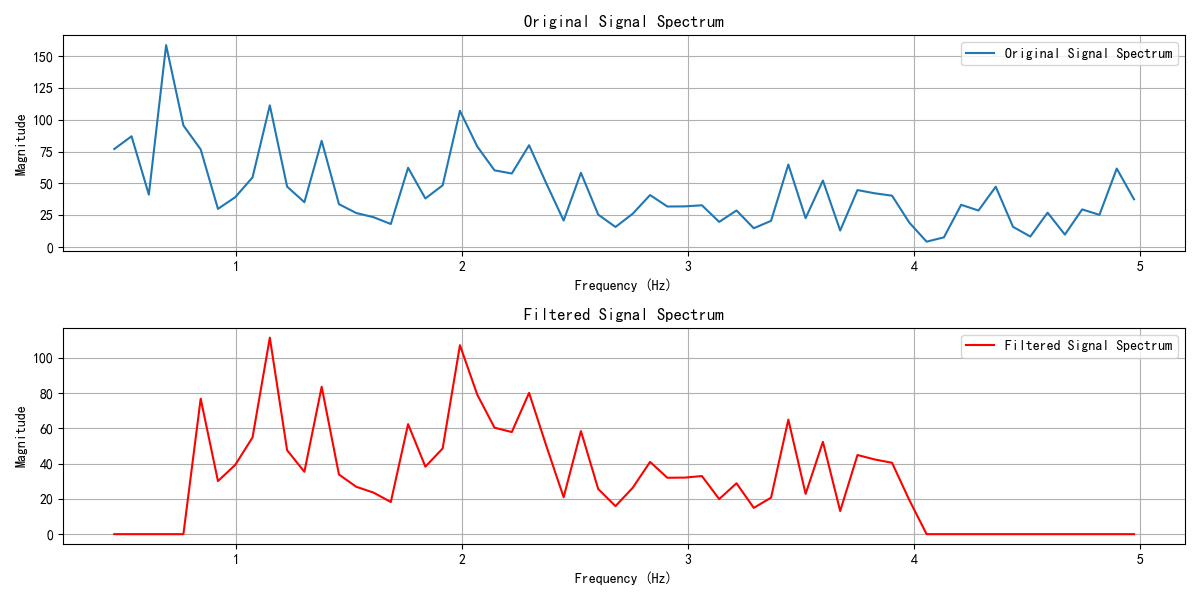 Original Signal Spectrum
Original Signal Spectrum
150
125
100
75
50
25
0
Magnitude
1 2 3 4 5
Frequency (Hz)
Filtered Signal Spectrum
Filtered Signal Spectrum
100
80
60
40
20
0
Magnitude
1 2 3 4 5
Frequency (Hz)